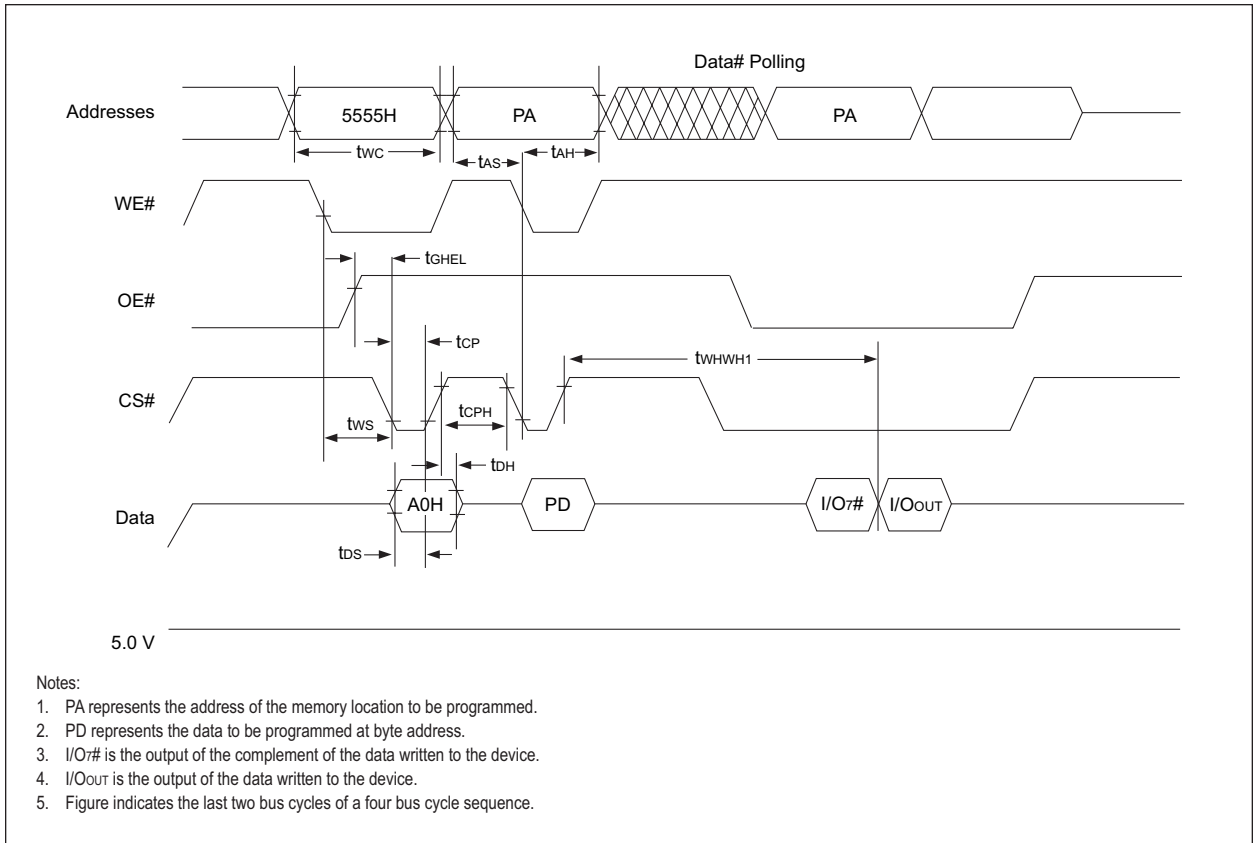 Data# Polling
Addresses
5555H
PA
PA
tWC
tAS
tAH
WE#
tGHEL
OE#
tCP
tWHWH1
CS#
tWS
tCPH
tDH
Data
A0H
PD
I/O7#
I/OOUT
tDS
5.0 V
Notes:
1. PA represents the address of the memory location to be programmed.
2. PD represents the data to be programmed at byte address.
3. I/O7# is the output of the complement of the data written to the device.
4. I/OOUT is the output of the data written to the device.
5. Figure indicates the last two bus cycles of a four bus cycle sequence.